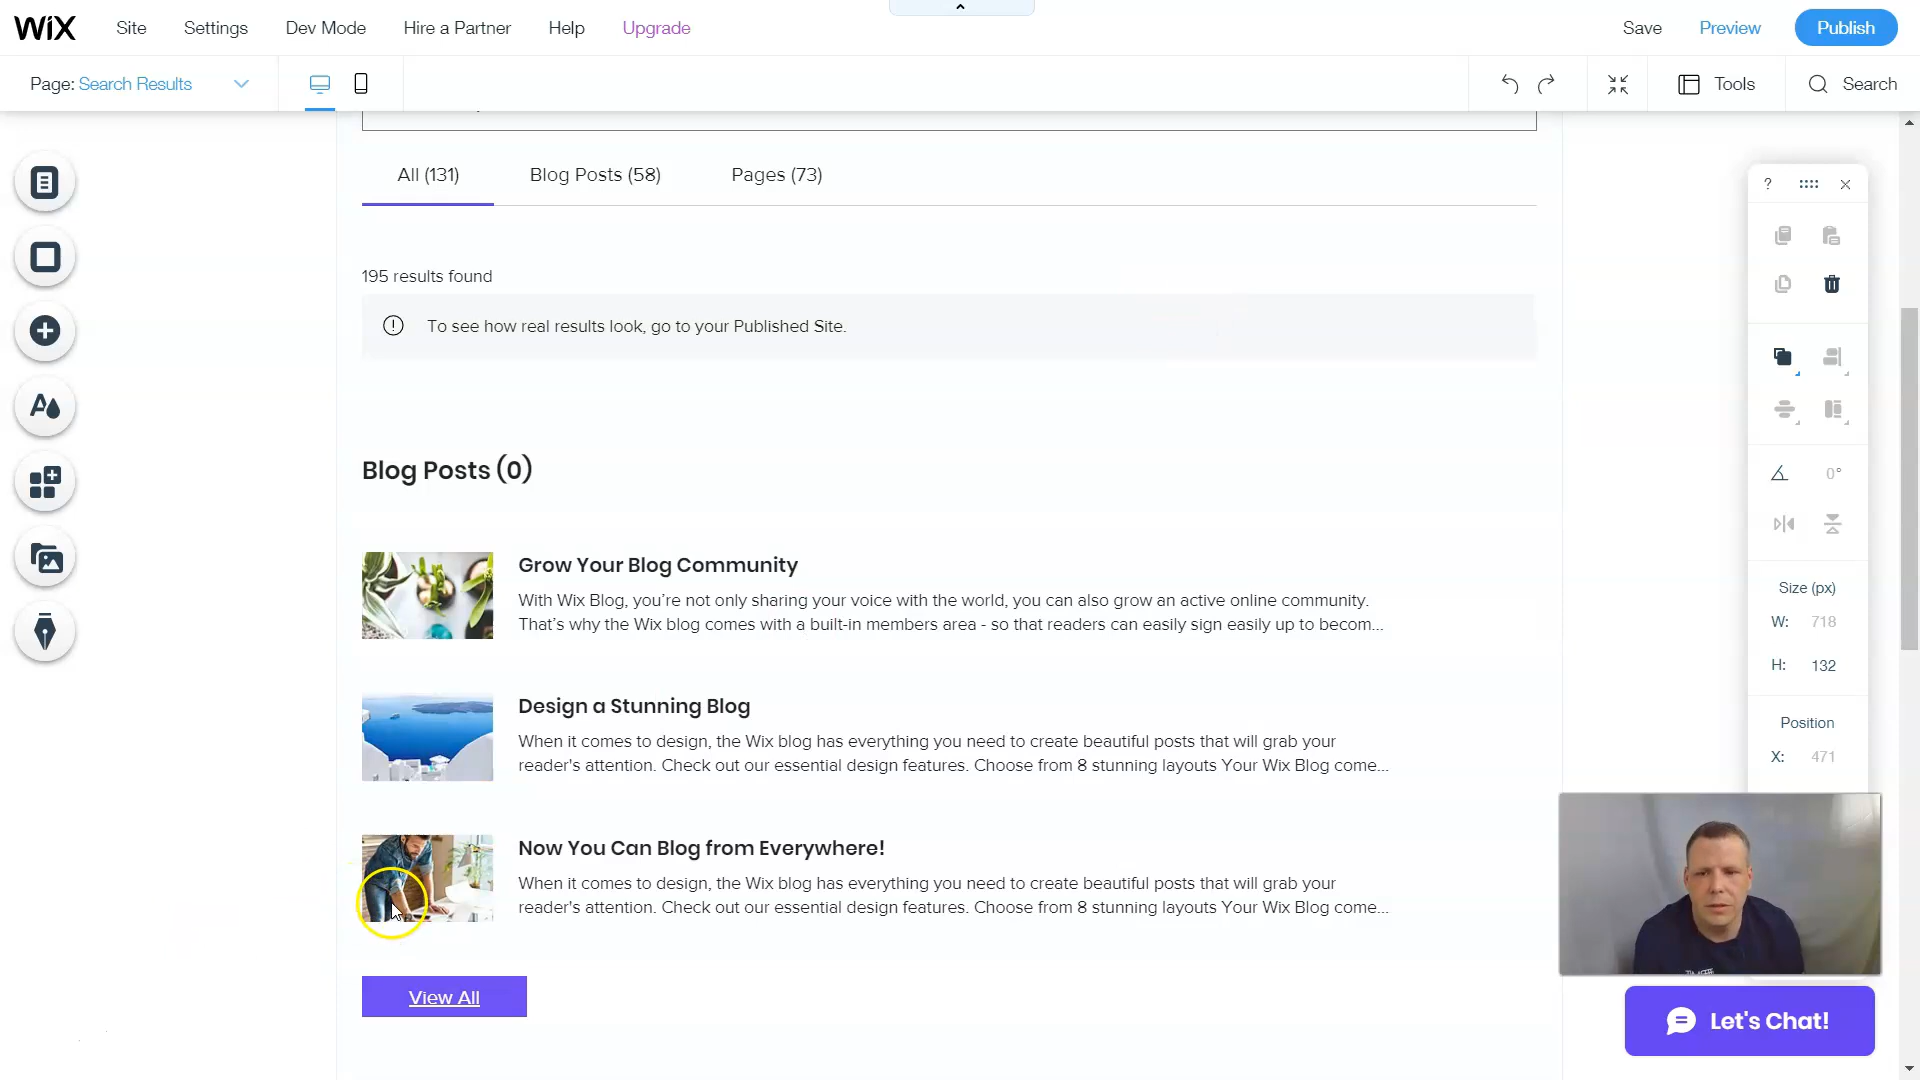 WiX Site Settings Dev Mode Hire a Partner Help Upgrade Save Preview Publish
Page: Search Results Tools Search
All (131) Blog Posts (58) Pages (73)
?
195 results found
To see how real results look, go to your Published Site.
Blog Posts (0)
0°
Grow Your Blog Community
With Wix Blog, you’re not only sharing your voice with the world, you can also grow an active online community.
That’s why the Wix blog comes with a built-in members area - so that readers can easily sign easily up to becom...
Size (px)
W: 718
H: 132
Design a Stunning Blog
When it comes to design, the Wix blog has everything you need to create beautiful posts that will grab your
reader's attention. Check out our essential design features. Choose from 8 stunning layouts Your Wix Blog come...
Position
X: 471
Now You Can Blog from Everywhere!
When it comes to design, the Wix blog has everything you need to create beautiful posts that will grab your
reader's attention. Check out our essential design features. Choose from 8 stunning layouts Your Wix Blog come...
View All
Let's Chat!